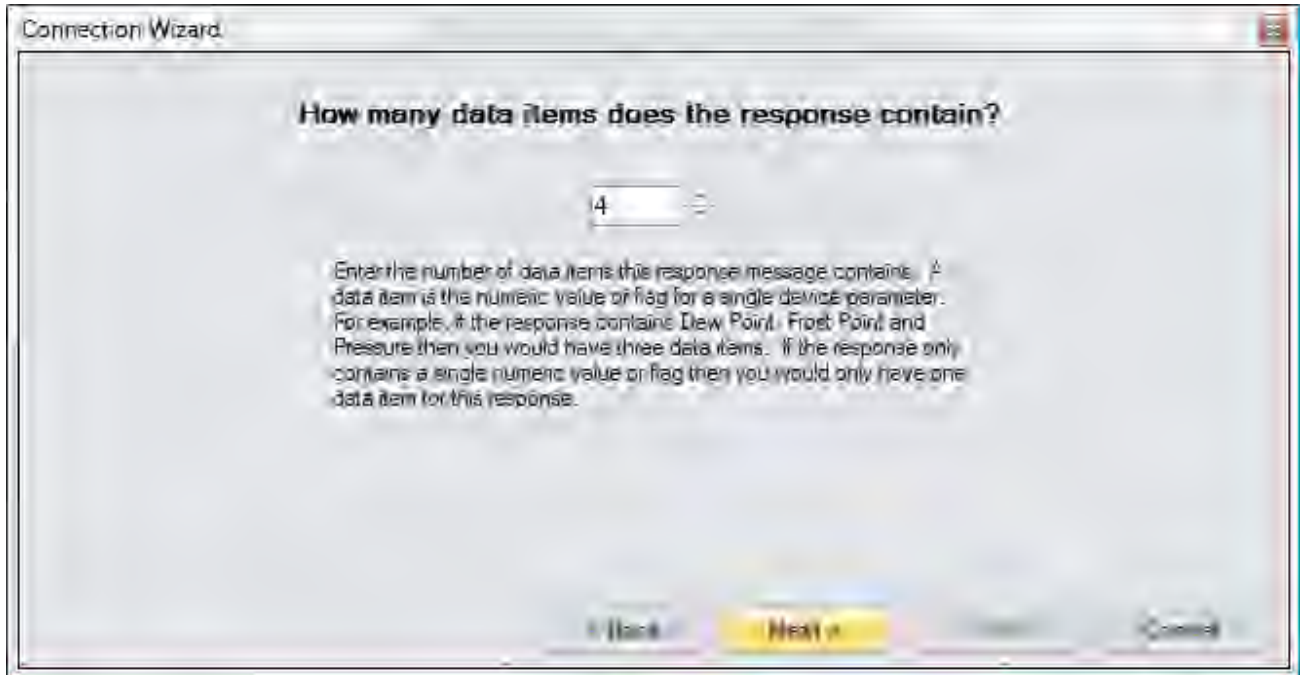 Connection Wizard
How many data items does the response contain?
4
Enter the number of data items this response message contains. A
data item is the numeric value or flag for a single device parameter.
For example, if the response contains Dew Point, Frost Point and
Pressure then you would have three data items. If the response only
contains a single numeric value or flag then you would only have one
data item for this response.
< Back
Next >
Cancel